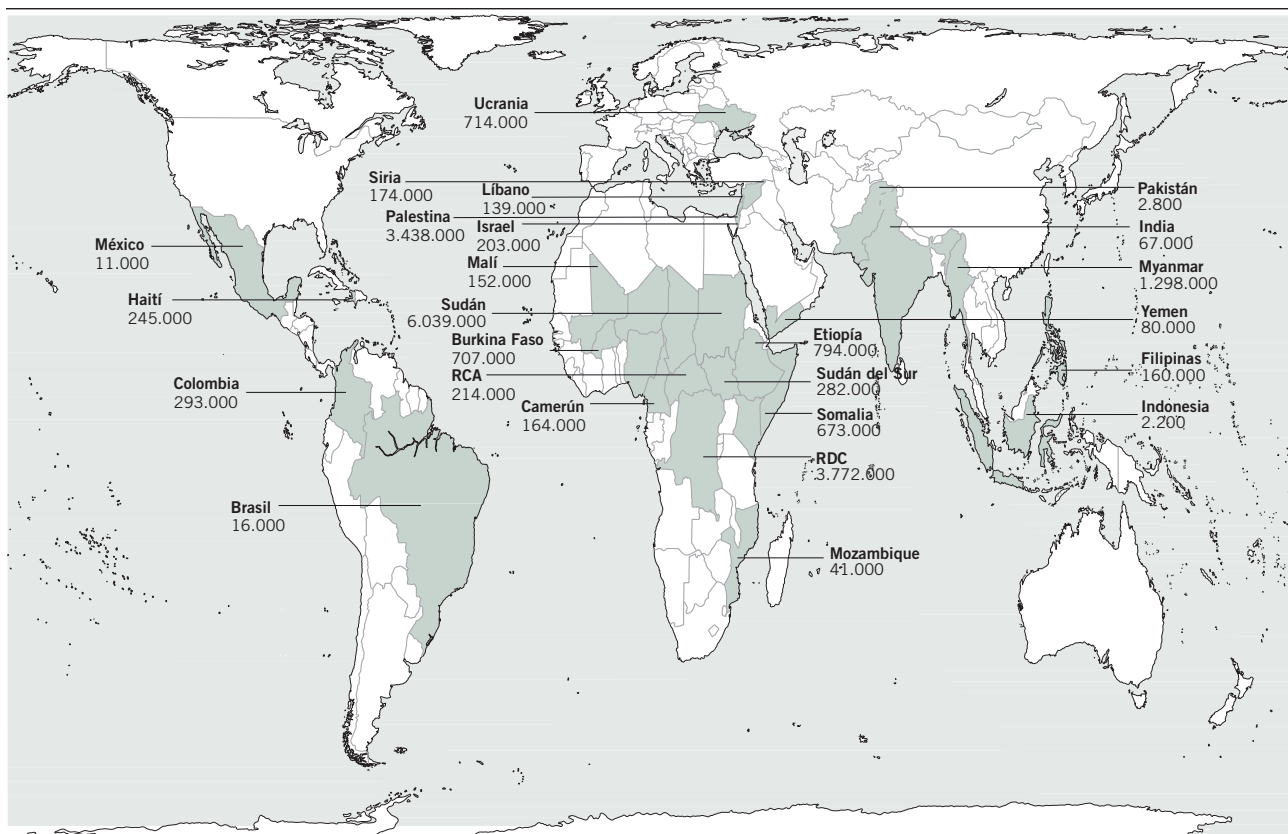 Ucrania
714.000
Siria
174.000
Líbano
139.000
Palestina
3.438.000
Israel
203.000
Malí
152.000
México
11.000
Haití
245.000
Sudán
6.039.000
Burkina Faso
707.000
RCA
214.000
Colombia
293.000
Camerún
164.000
Brasil
16.000
Pakistán
2.800
India
67.000
Myanmar
1.298.000
Yemen
80.000
Etiopía
794.000
Filipinas
160.000
Sudán del Sur
282.000
Indonesia
2.200
Somalia
673.000
RDC
3.772.000
Mozambique
41.000